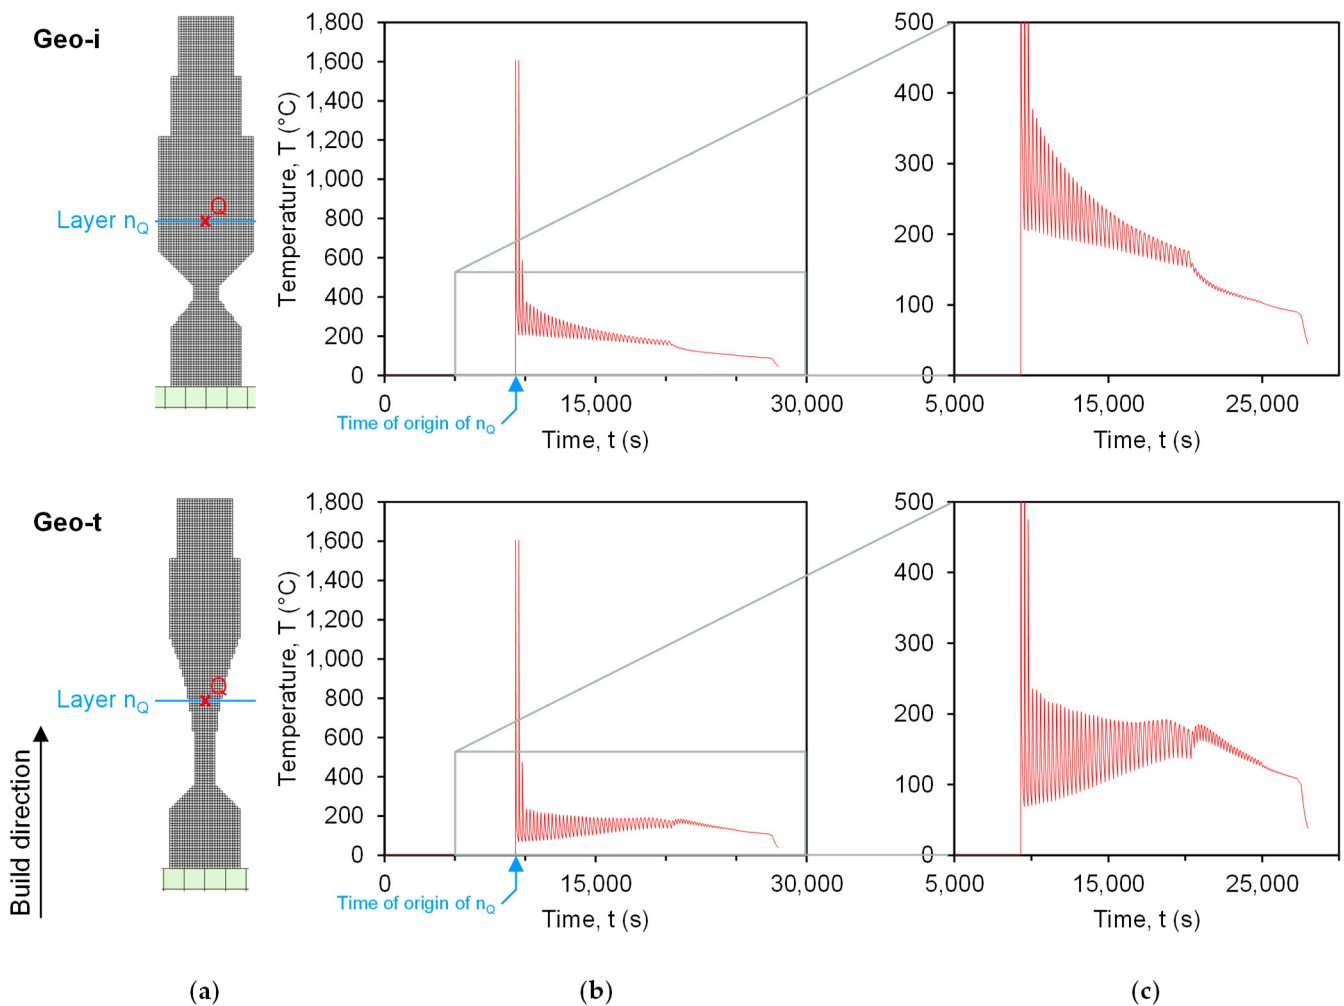 Geo-i
Layer nQ
Q
Temperature, T (°C)
1,800
1,600
1,400
1,200
1,000
800
600
400
200
0
0
15,000
30,000
Time of origin of nQ
Time, t (s)
500
400
300
200
100
0
5,000
15,000
25,000
Time, t (s)
Geo-t
Layer nQ
Q
Build direction
Temperature, T (°C)
1,800
1,600
1,400
1,200
1,000
800
600
400
200
0
0
15,000
30,000
Time of origin of nQ
Time, t (s)
500
400
300
200
100
0
5,000
15,000
25,000
Time, t (s)
(a)
(b)
(c)